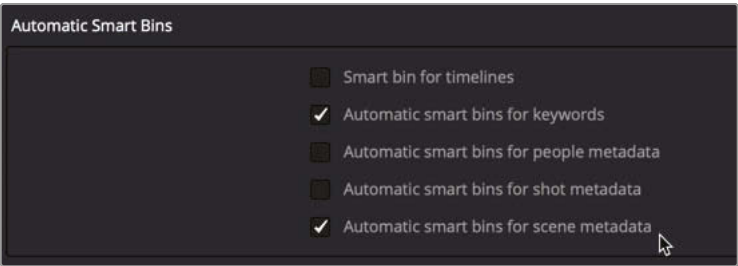 Automatic Smart Bins
Smart bin for timelines
Automatic smart bins for keywords
Automatic smart bins for people metadata
Automatic smart bins for shot metadata
Automatic smart bins for scene metadata